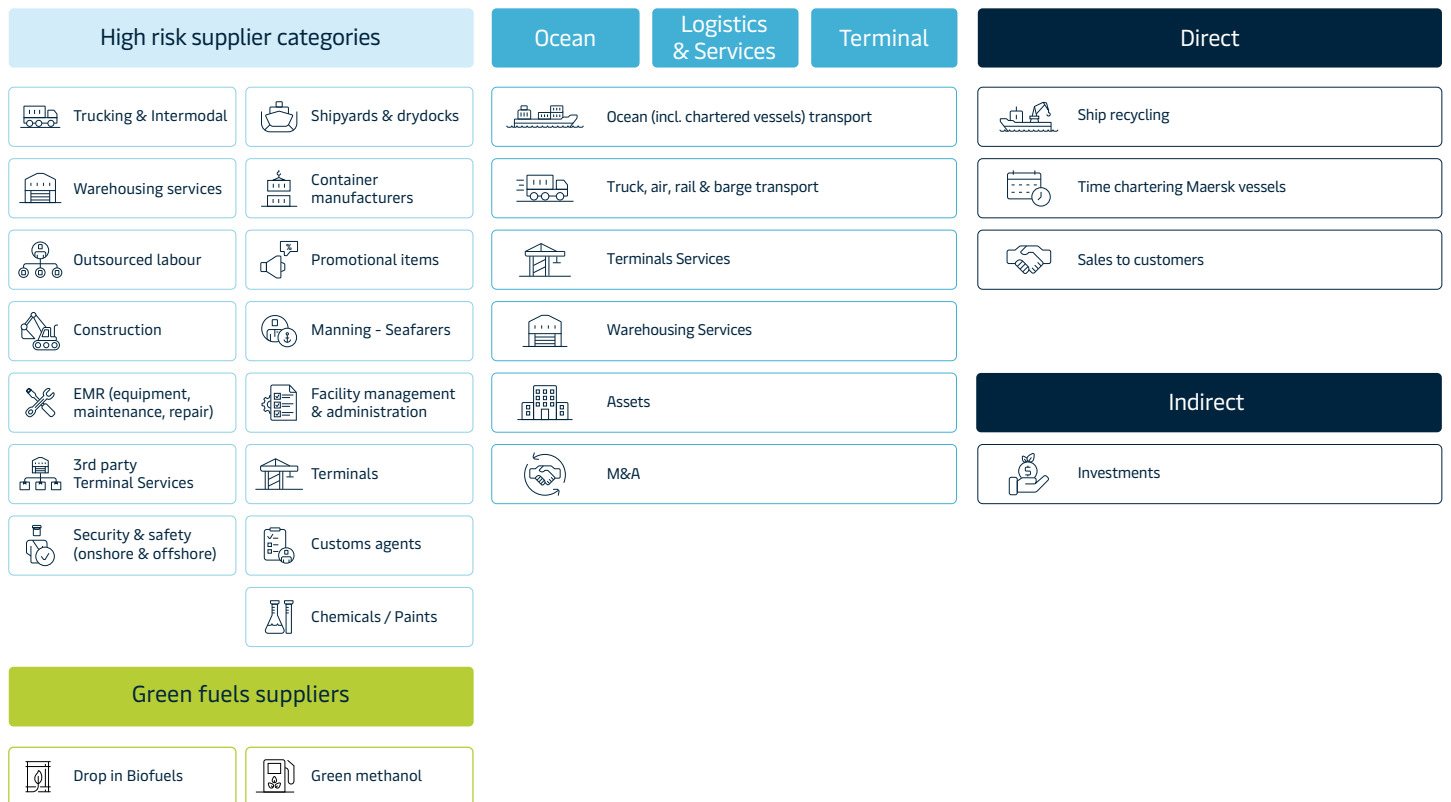 High risk supplier categories
Trucking & Intermodal
Shipyards & drydocks
Warehousing services
Container
manufacturers
Outsourced labour
%
Promotional items
Construction
Manning - Seafarers
EMR (equipment,
maintenance, repair)
Facility management
& administration
3rd party
Terminal Services
Terminals
Security & safety
(onshore & offshore)
Customs agents
Chemicals / Paints
Green fuels suppliers
Drop in Biofuels
Green methanol
Ocean
Logistics
& Services
Terminal
Ocean (incl. chartered vessels) transport
Truck, air, rail & barge transport
Terminals Services
Warehousing Services
Assets
M&A
Direct
Ship recycling
Time chartering Maersk vessels
Sales to customers
Indirect
$
Investments